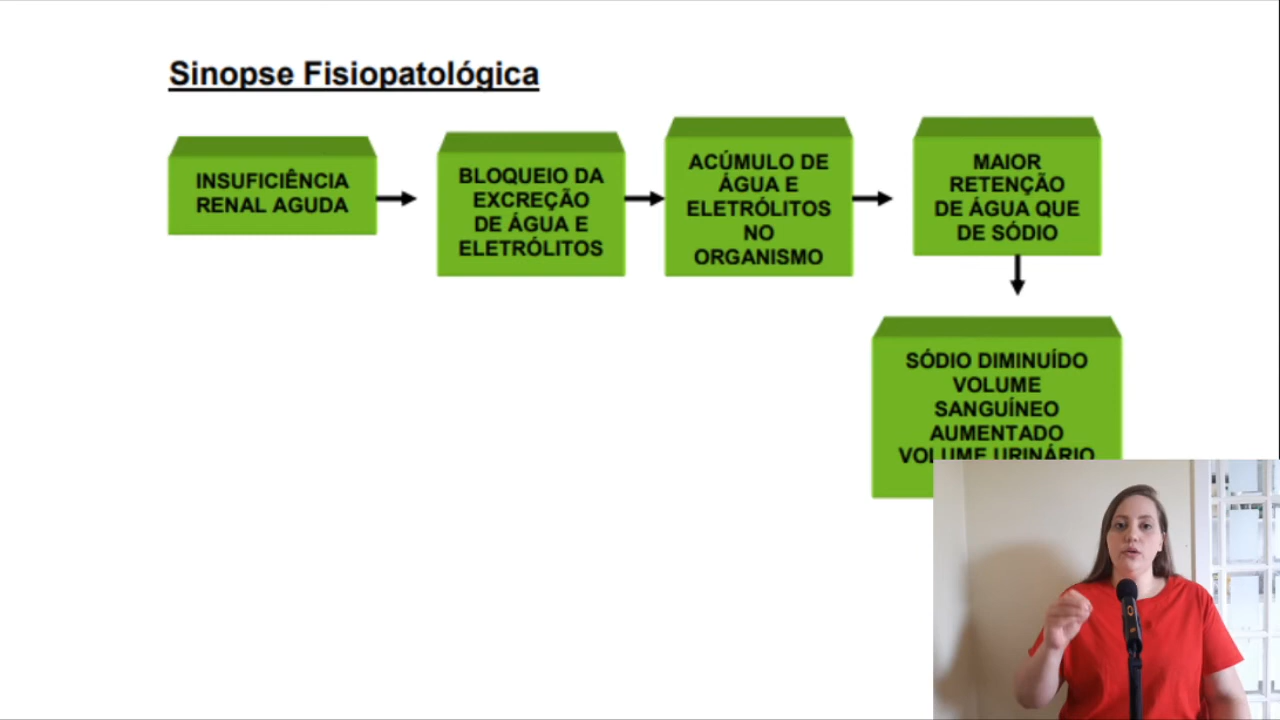 Sinopse Fisiopatológica
INSUFICIÊNCIA
RENAL AGUDA
BLOQUEIO DA
EXCREÇÃO
DE ÁGUA E
ELETRÓLITOS
ACÚMULO DE
ÁGUA E
ELETRÓLITOS
NO
ORGANISMO
MAIOR
RETENÇÃO
DE ÁGUA QUE
DE SÓDIO
SÓDIO DIMINUÍDO
VOLUME
SANGUÍNEO
AUMENTADO
VOLUME URINÁRIO